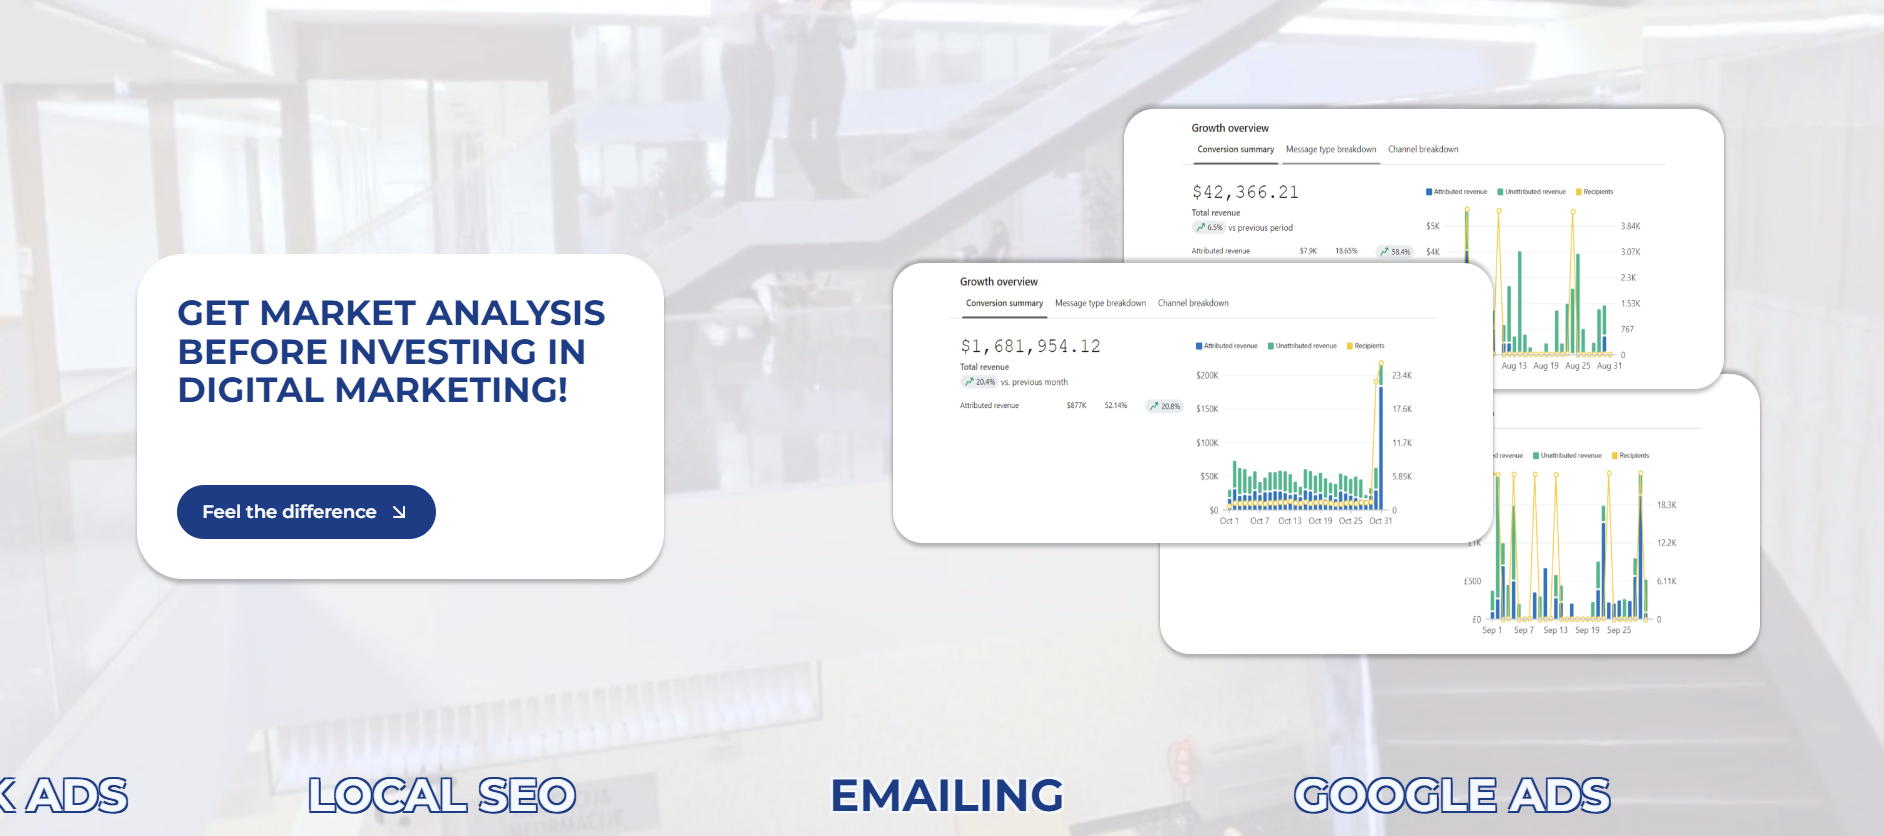 GET MARKET ANALYSIS
BEFORE INVESTING IN
DIGITAL MARKETING!
Feel the difference
Growth overview
Conversion summary Message type breakdown Channel breakdown
$42,366.21
Total revenue
6.5% vs previous period
Attributed revenue $7.9K 18.65% 58.4%
Attributed revenue Unattributed revenue Recipients
$5K 3.84K
$4K 3.07K
2.3K
1.53K
767
0
Aug 13 Aug 19 Aug 25 Aug 31
Growth overview
Conversion summary Message type breakdown Channel breakdown
$1,681,954.12
Total revenue
20.4% vs. previous month
Attributed revenue $877K 52.14% 20.8%
Attributed revenue Unattributed revenue Recipients
$200K 23.4K
$150K 17.6K
$100K 11.7K
$50K 5.85K
$0 0
Oct 1 Oct 7 Oct 13 Oct 19 Oct 25 Oct 31
d revenue Unattributed revenue Recipients
18.3K
£1K 12.2K
£500 6.11K
£0 0
Sep 1 Sep 7 Sep 13 Sep 19 Sep 25
K ADS
LOCAL SEO
EMAILING
GOOGLE ADS